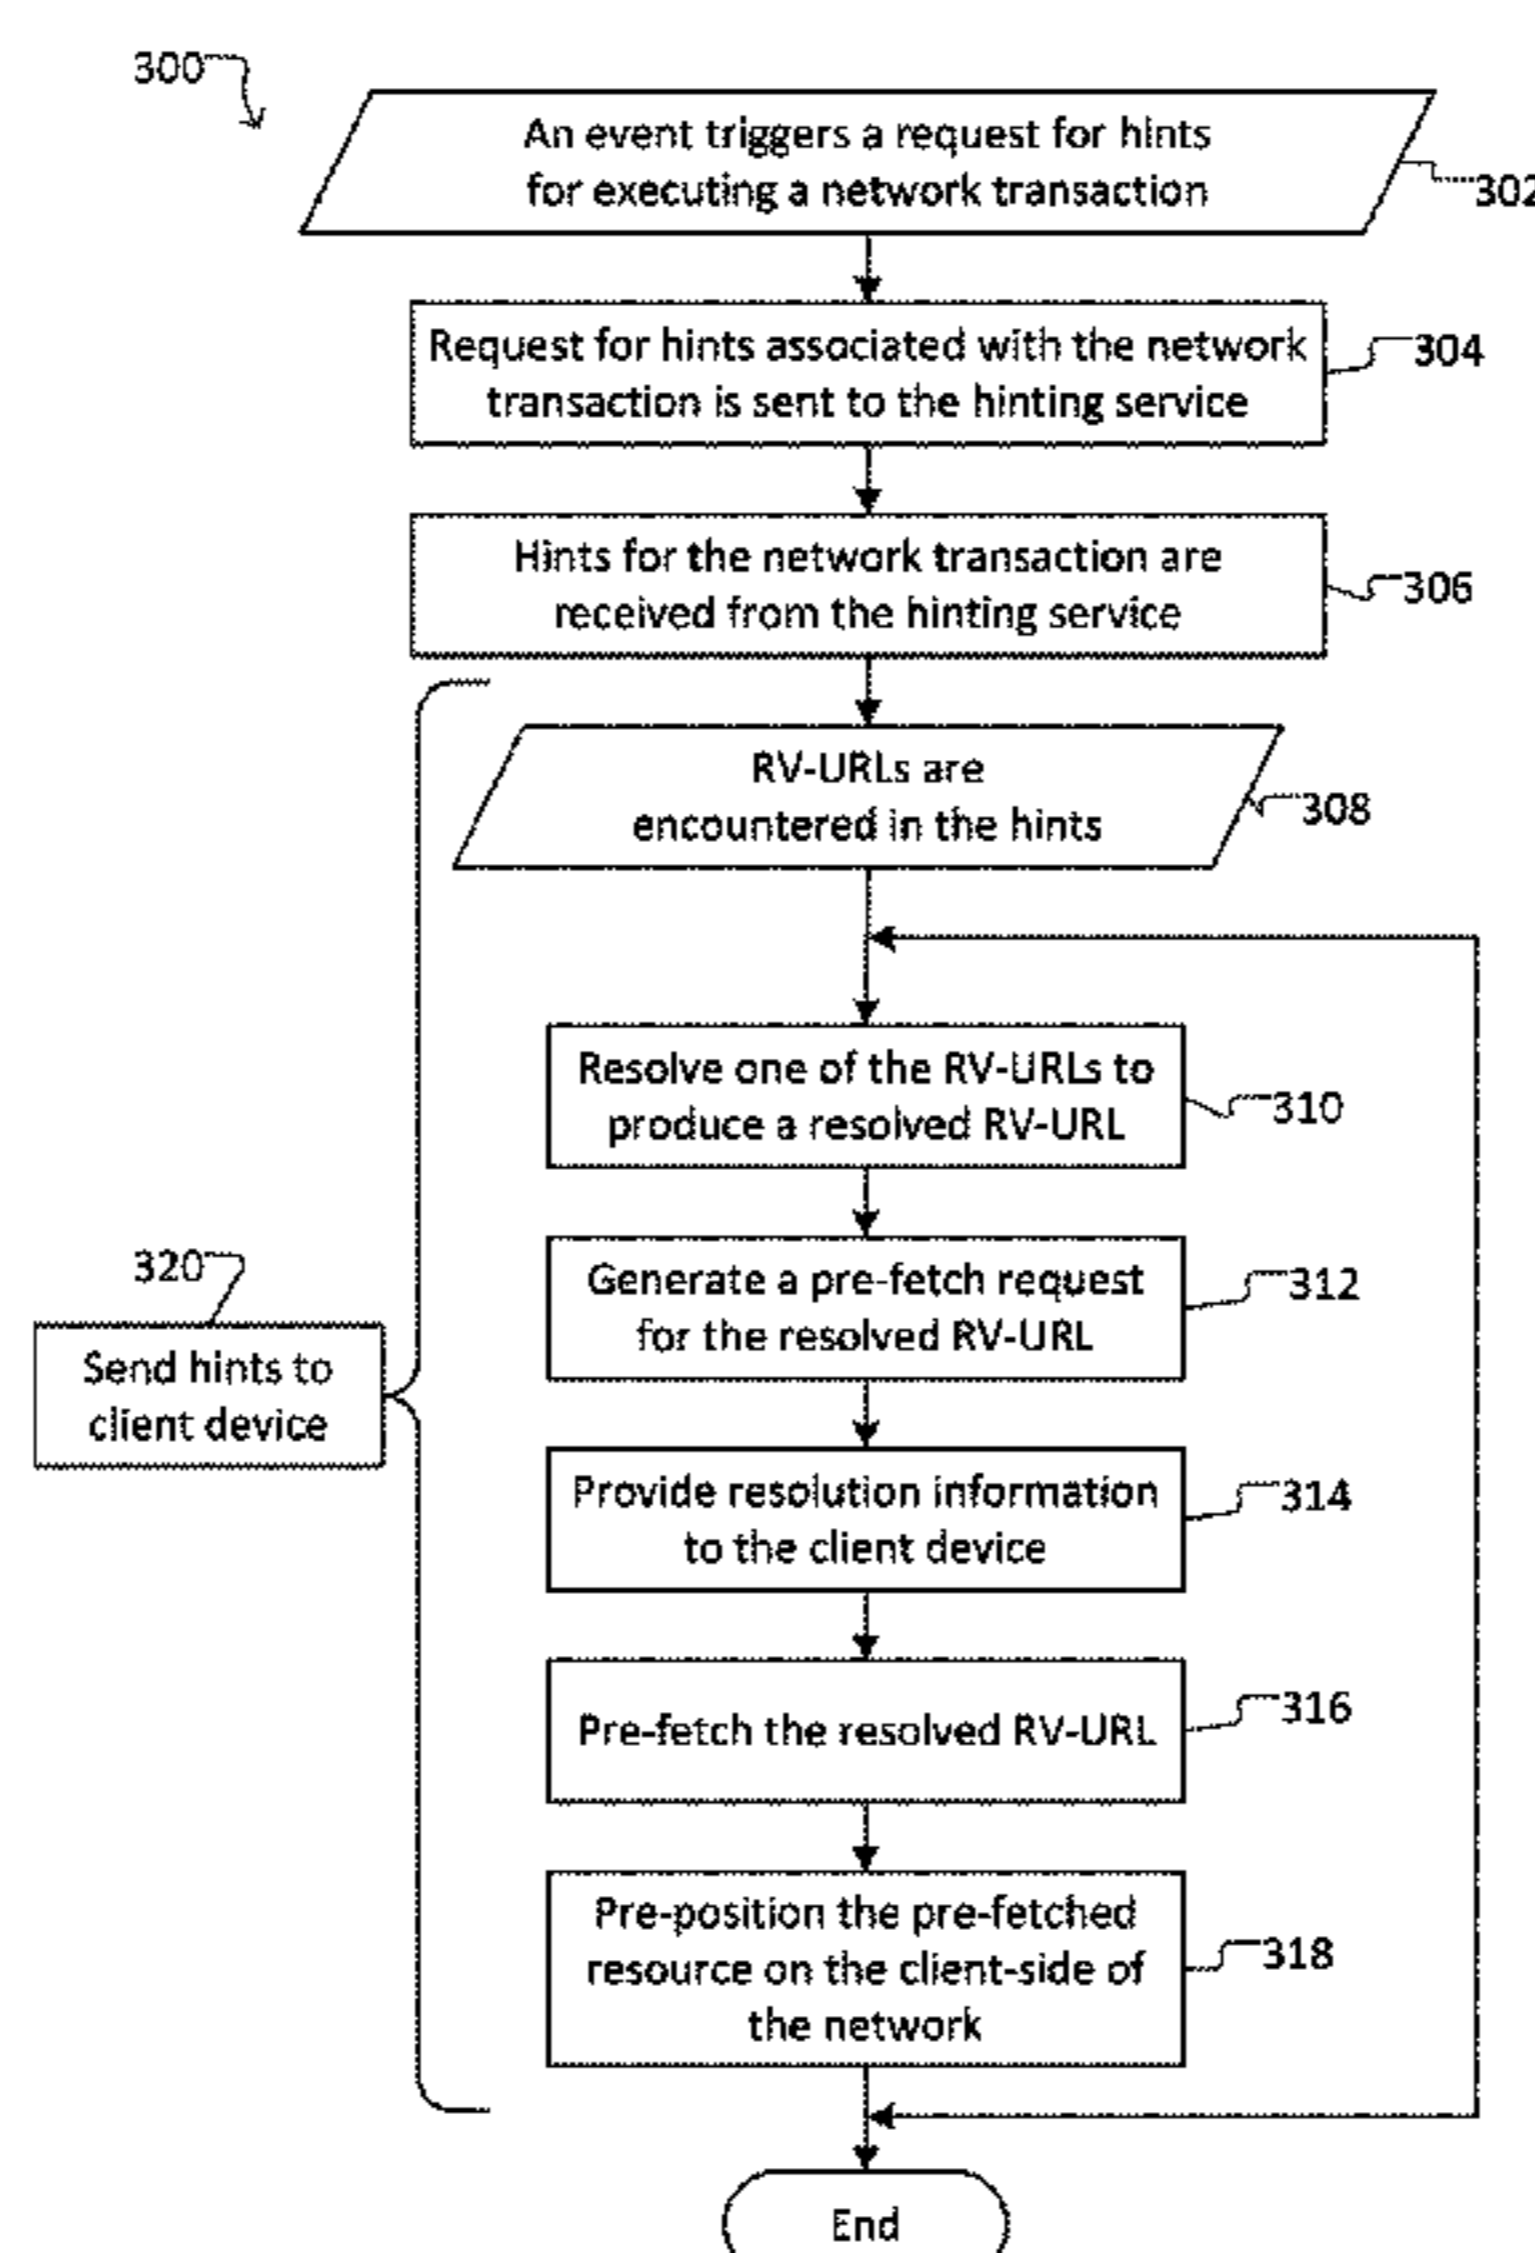 300
An event triggers a request for hints
for executing a network transaction
302
Request for hints associated with the network
transaction is sent to the hinting service
304
Hints for the network transaction are
received from the hinting service
306
RV-URLs are
encountered in the hints
308
Resolve one of the RV-URLs to
produce a resolved RV-URL
310
Generate a pre-fetch request
for the resolved RV-URL
312
320
Send hints to
client device
Provide resolution information
to the client device
314
Pre-fetch the resolved RV-URL
316
Pre-position the pre-fetched
resource on the client-side of
the network
318
End